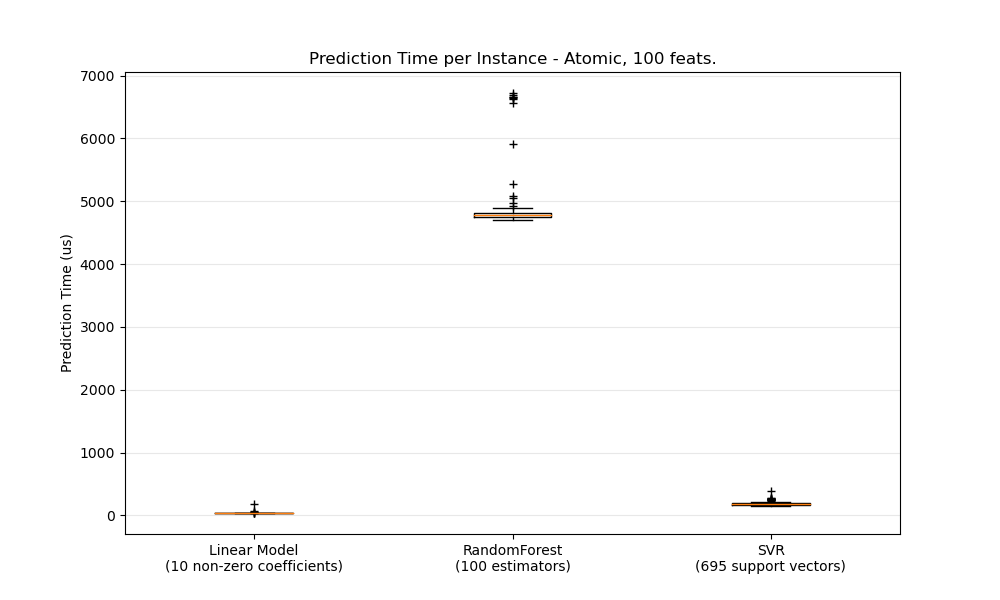 Prediction Time per Instance - Atomic, 100 feats.
Prediction Time (us)
7000
6000
5000
4000
3000
2000
1000
0
Linear Model
(10 non-zero coefficients)
RandomForest
(100 estimators)
SVR
(695 support vectors)